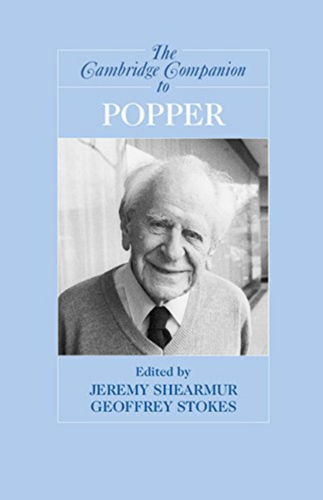 The
Cambridge Companion
to
POPPER
Edited by
JEREMY SHEARMUR
GEOFFREY STOKES